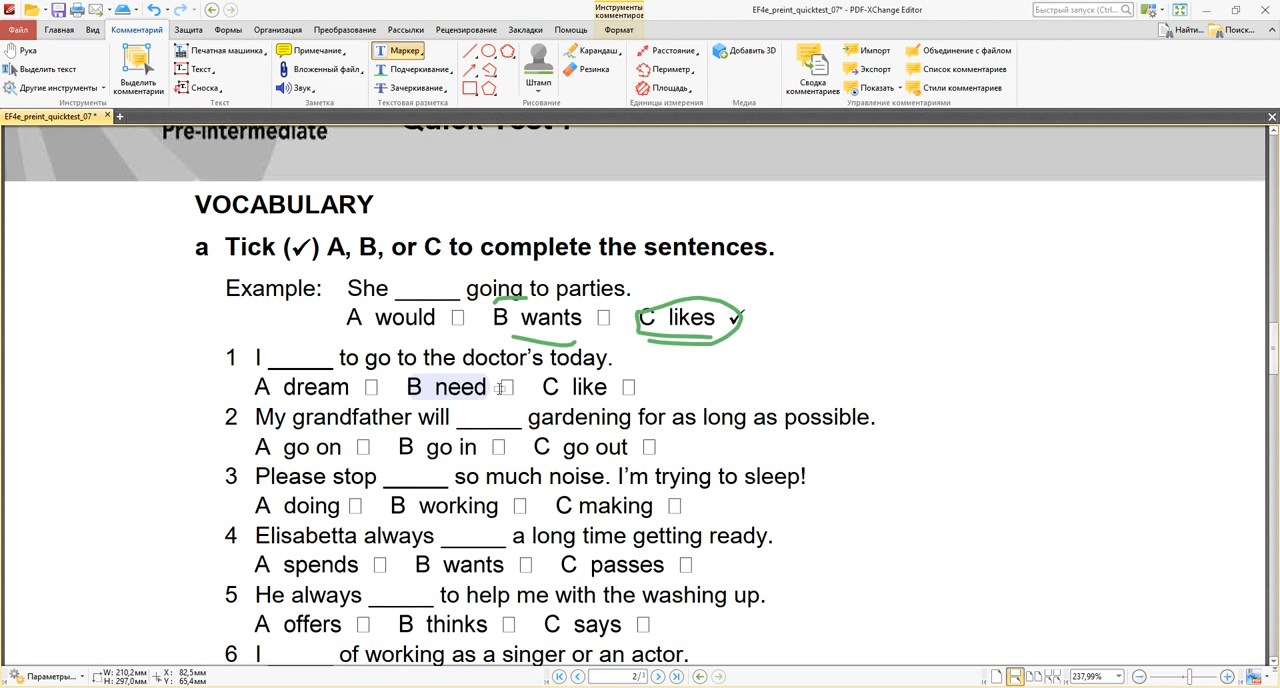 EF4e_preint_quicktest_07* - PDF-XChange Editor
Инструменты комментиров
Быстрый запуск (Ctrl...
Файл Главная Вид Комментарий Защита Формы Организация Преобразование Рассылки Рецензирование Закладки Помощь Формат Найти... Поиск...
Рука
Выделить текст
Другие инструменты
Инструменты
Выделить комментарии
Печатная машинка
Текст
Сноска
Текст
Примечание
Вложенный файл
Звук
Заметка
Маркер
Подчеркивание
Зачеркивание
Текстовая разметка
Штамп
Карандаш
Резинка
Рисование
Расстояние
Периметр
Площадь
Единицы измерения
Добавить 3D
Медиа
Сводка комментариев
Импорт
Экспорт
Показать
Объединение с файлом
Список комментариев
Стили комментариев
Управление комментариями
EF4e_preint_quicktest_07 *
Pre-intermediate
VOCABULARY
a Tick (✓) A, B, or C to complete the sentences.
Example: She _____ going to parties.
A would □ B wants □ C likes ✓
1 I _____ to go to the doctor’s today.
A dream □ B need □ C like □
2 My grandfather will _____ gardening for as long as possible.
A go on □ B go in □ C go out □
3 Please stop _____ so much noise. I’m trying to sleep!
A doing □ B working □ C making □
4 Elisabetta always _____ a long time getting ready.
A spends □ B wants □ C passes □
5 He always _____ to help me with the washing up.
A offers □ B thinks □ C says □
6 I _____ of working as a singer or an actor.
Параметры... W: 210,2мм H: 297,0мм X: 82,5мм Y: 65,4мм 237,99%